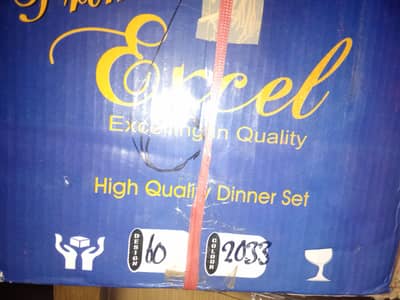 Excel
Excelling in Quality
High Quality Dinner Set
DESIGN 60 COLOUR 2033